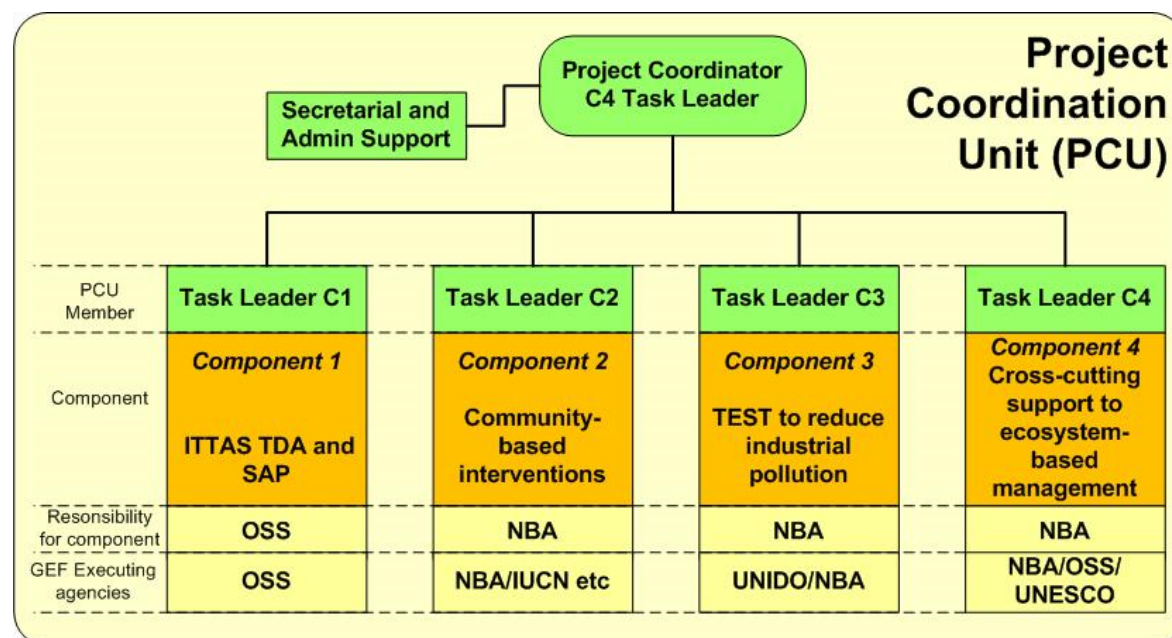 Project
Coordination
Unit (PCU)
Project Coordinator
C4 Task Leader
Secretarial and
Admin Support
PCU
Member
Task Leader C1
Task Leader C2
Task Leader C3
Task Leader C4
Component
Component 1
ITTAS TDA and
SAP
Component 2
Community-
based
interventions
Component 3
TEST to reduce
industrial
pollution
Component 4
Cross-cutting
support to
ecosystem-
based
management
Resonsibility
for component
OSS
NBA
NBA
NBA
GEF Executing
agencies
OSS
NBA/IUCN etc
UNIDO/NBA
NBA/OSS/
UNESCO